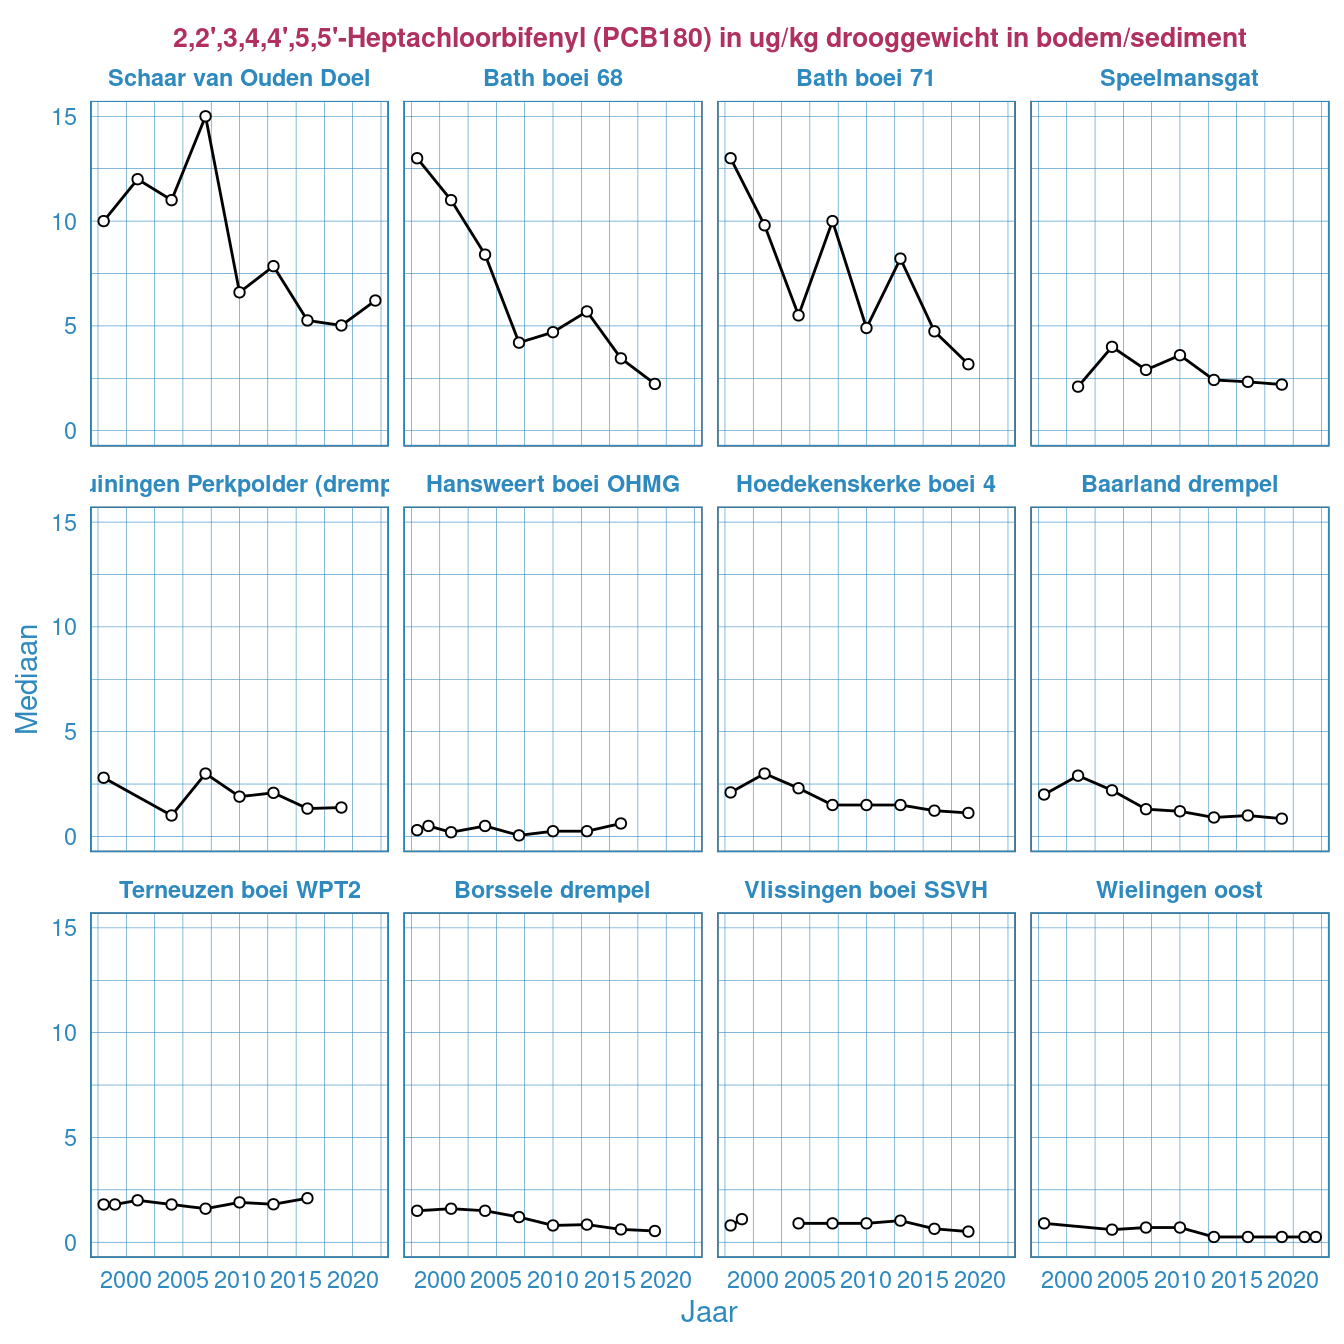 2,2',3,4,4',5,5'-Heptachloorbifenyl (PCB180) in ug/kg drooggewicht in bodem/sediment
Schaar van Ouden Doel
Bath boei 68
Bath boei 71
Speelmansgat
15
10
5
0
uiningen Perkpolder (dremp
Hansweert boei OHMG
Hoedekenskerke boei 4
Baarland drempel
15
10
5
0
Mediaan
Terneuzen boei WPT2
Borssele drempel
Vlissingen boei SSVH
Wielingen oost
15
10
5
0
2000 2005 2010 2015 2020
2000 2005 2010 2015 2020
2000 2005 2010 2015 2020
2000 2005 2010 2015 2020
Jaar